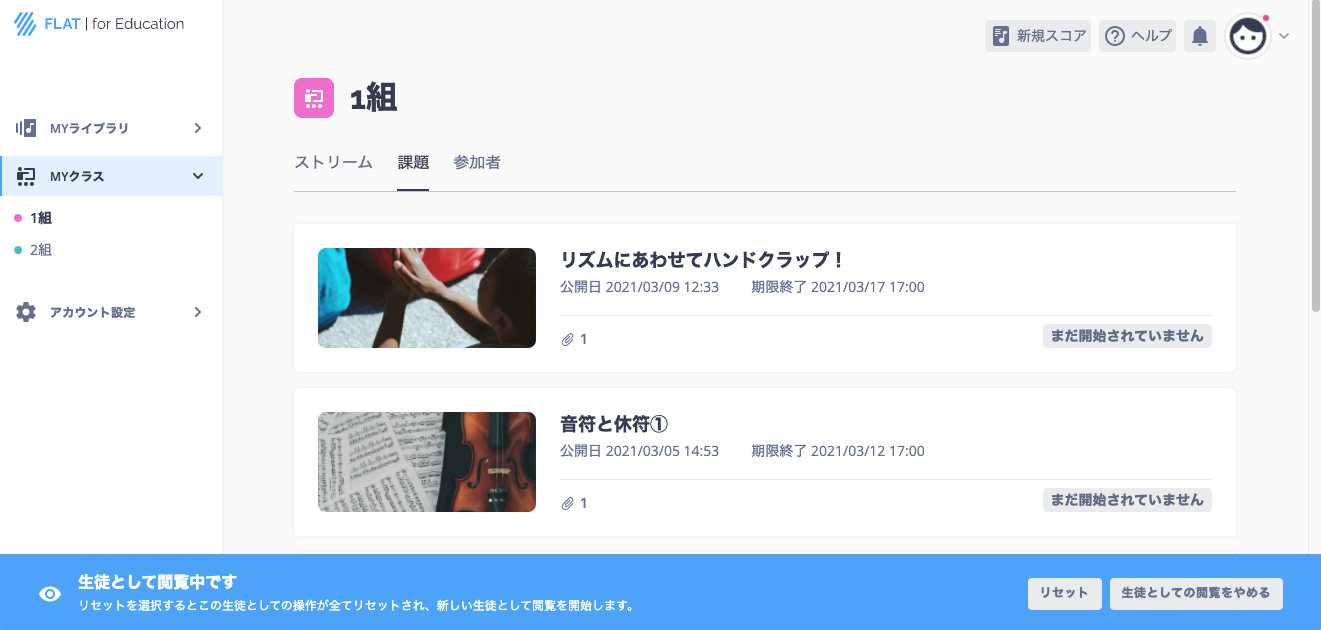 FLAT | for Education
新規スコア
ヘルプ
MYライブラリ
MYクラス
1組
2組
アカウント設定
1組
ストリーム 課題 参加者
リズムにあわせてハンドクラップ！
公開日 2021/03/09 12:33 期限終了 2021/03/17 17:00
1
まだ開始されていません
音符と休符①
公開日 2021/03/05 14:53 期限終了 2021/03/12 17:00
1
まだ開始されていません
生徒として閲覧中です
リセットを選択するとこの生徒としての操作が全てリセットされ、新しい生徒として閲覧を開始します。
リセット
生徒としての閲覧をやめる